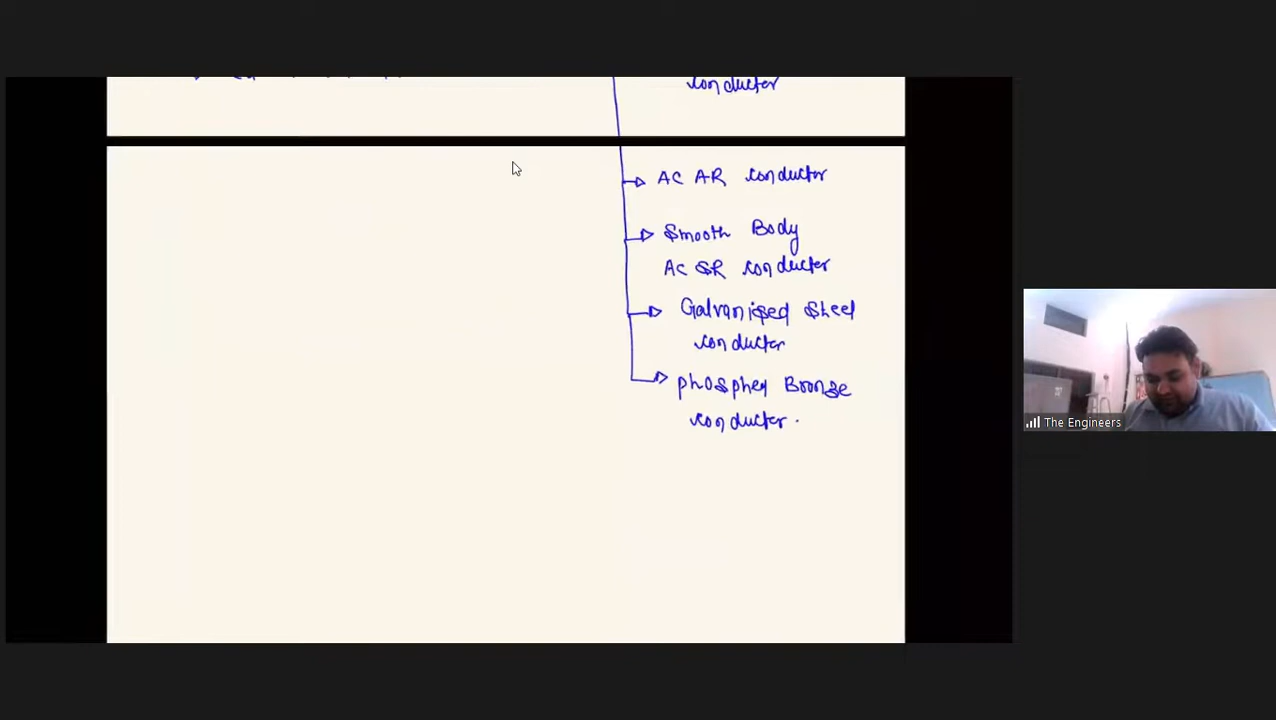 conductor
AC AR conductor
Smooth Body
AC SR conductor
Galvanised Steel
conductor
phospher Bronze
conductor .
The Engineers